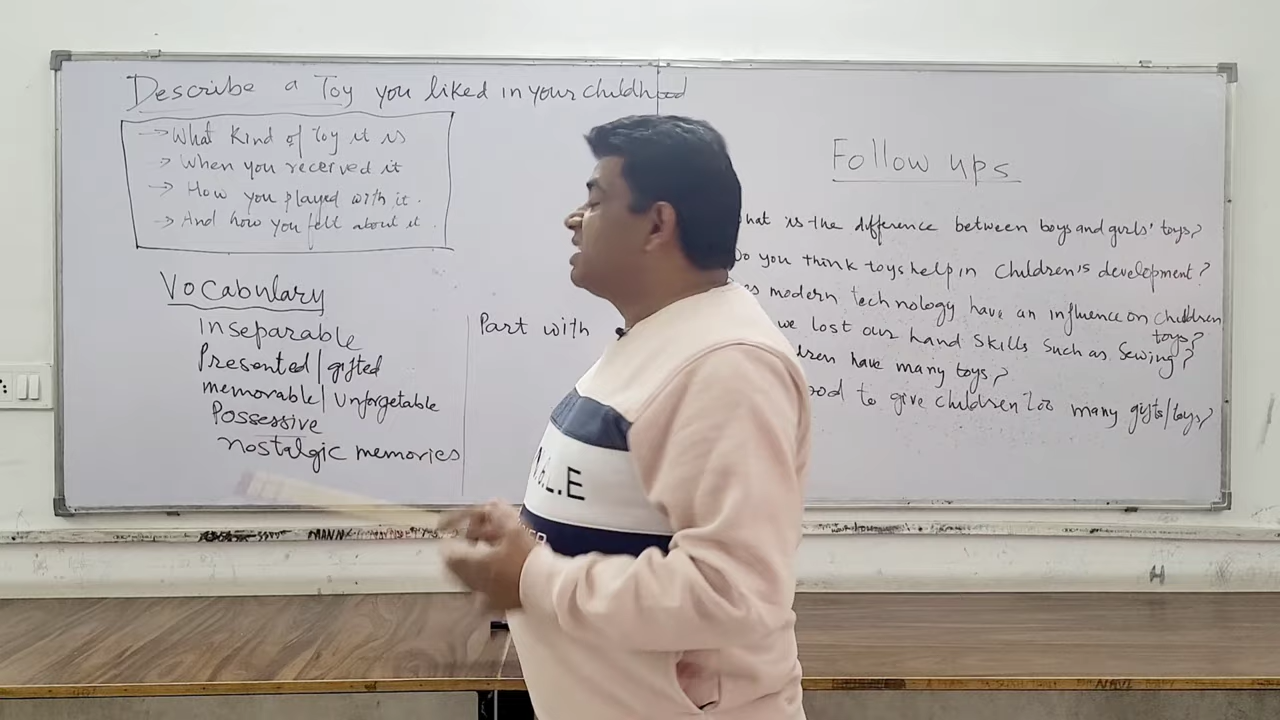 Describe a Toy you liked in your childhood
→ What kind of toy it is
→ When you received it
→ How you played with it.
→ And how you felt about it.
Vocabulary
inseparable
Presented/gifted
memorable/unforgetable
Possessive
nostalgic memories
Part with
Follow ups
is the difference between boys and girls' toys?
you think toys help in children's development?
modern technology have an influence on children
toys?
we lost our hand skills such as sewing?
have many toys?
to give children too many gifts/toys?
L.E
MANN